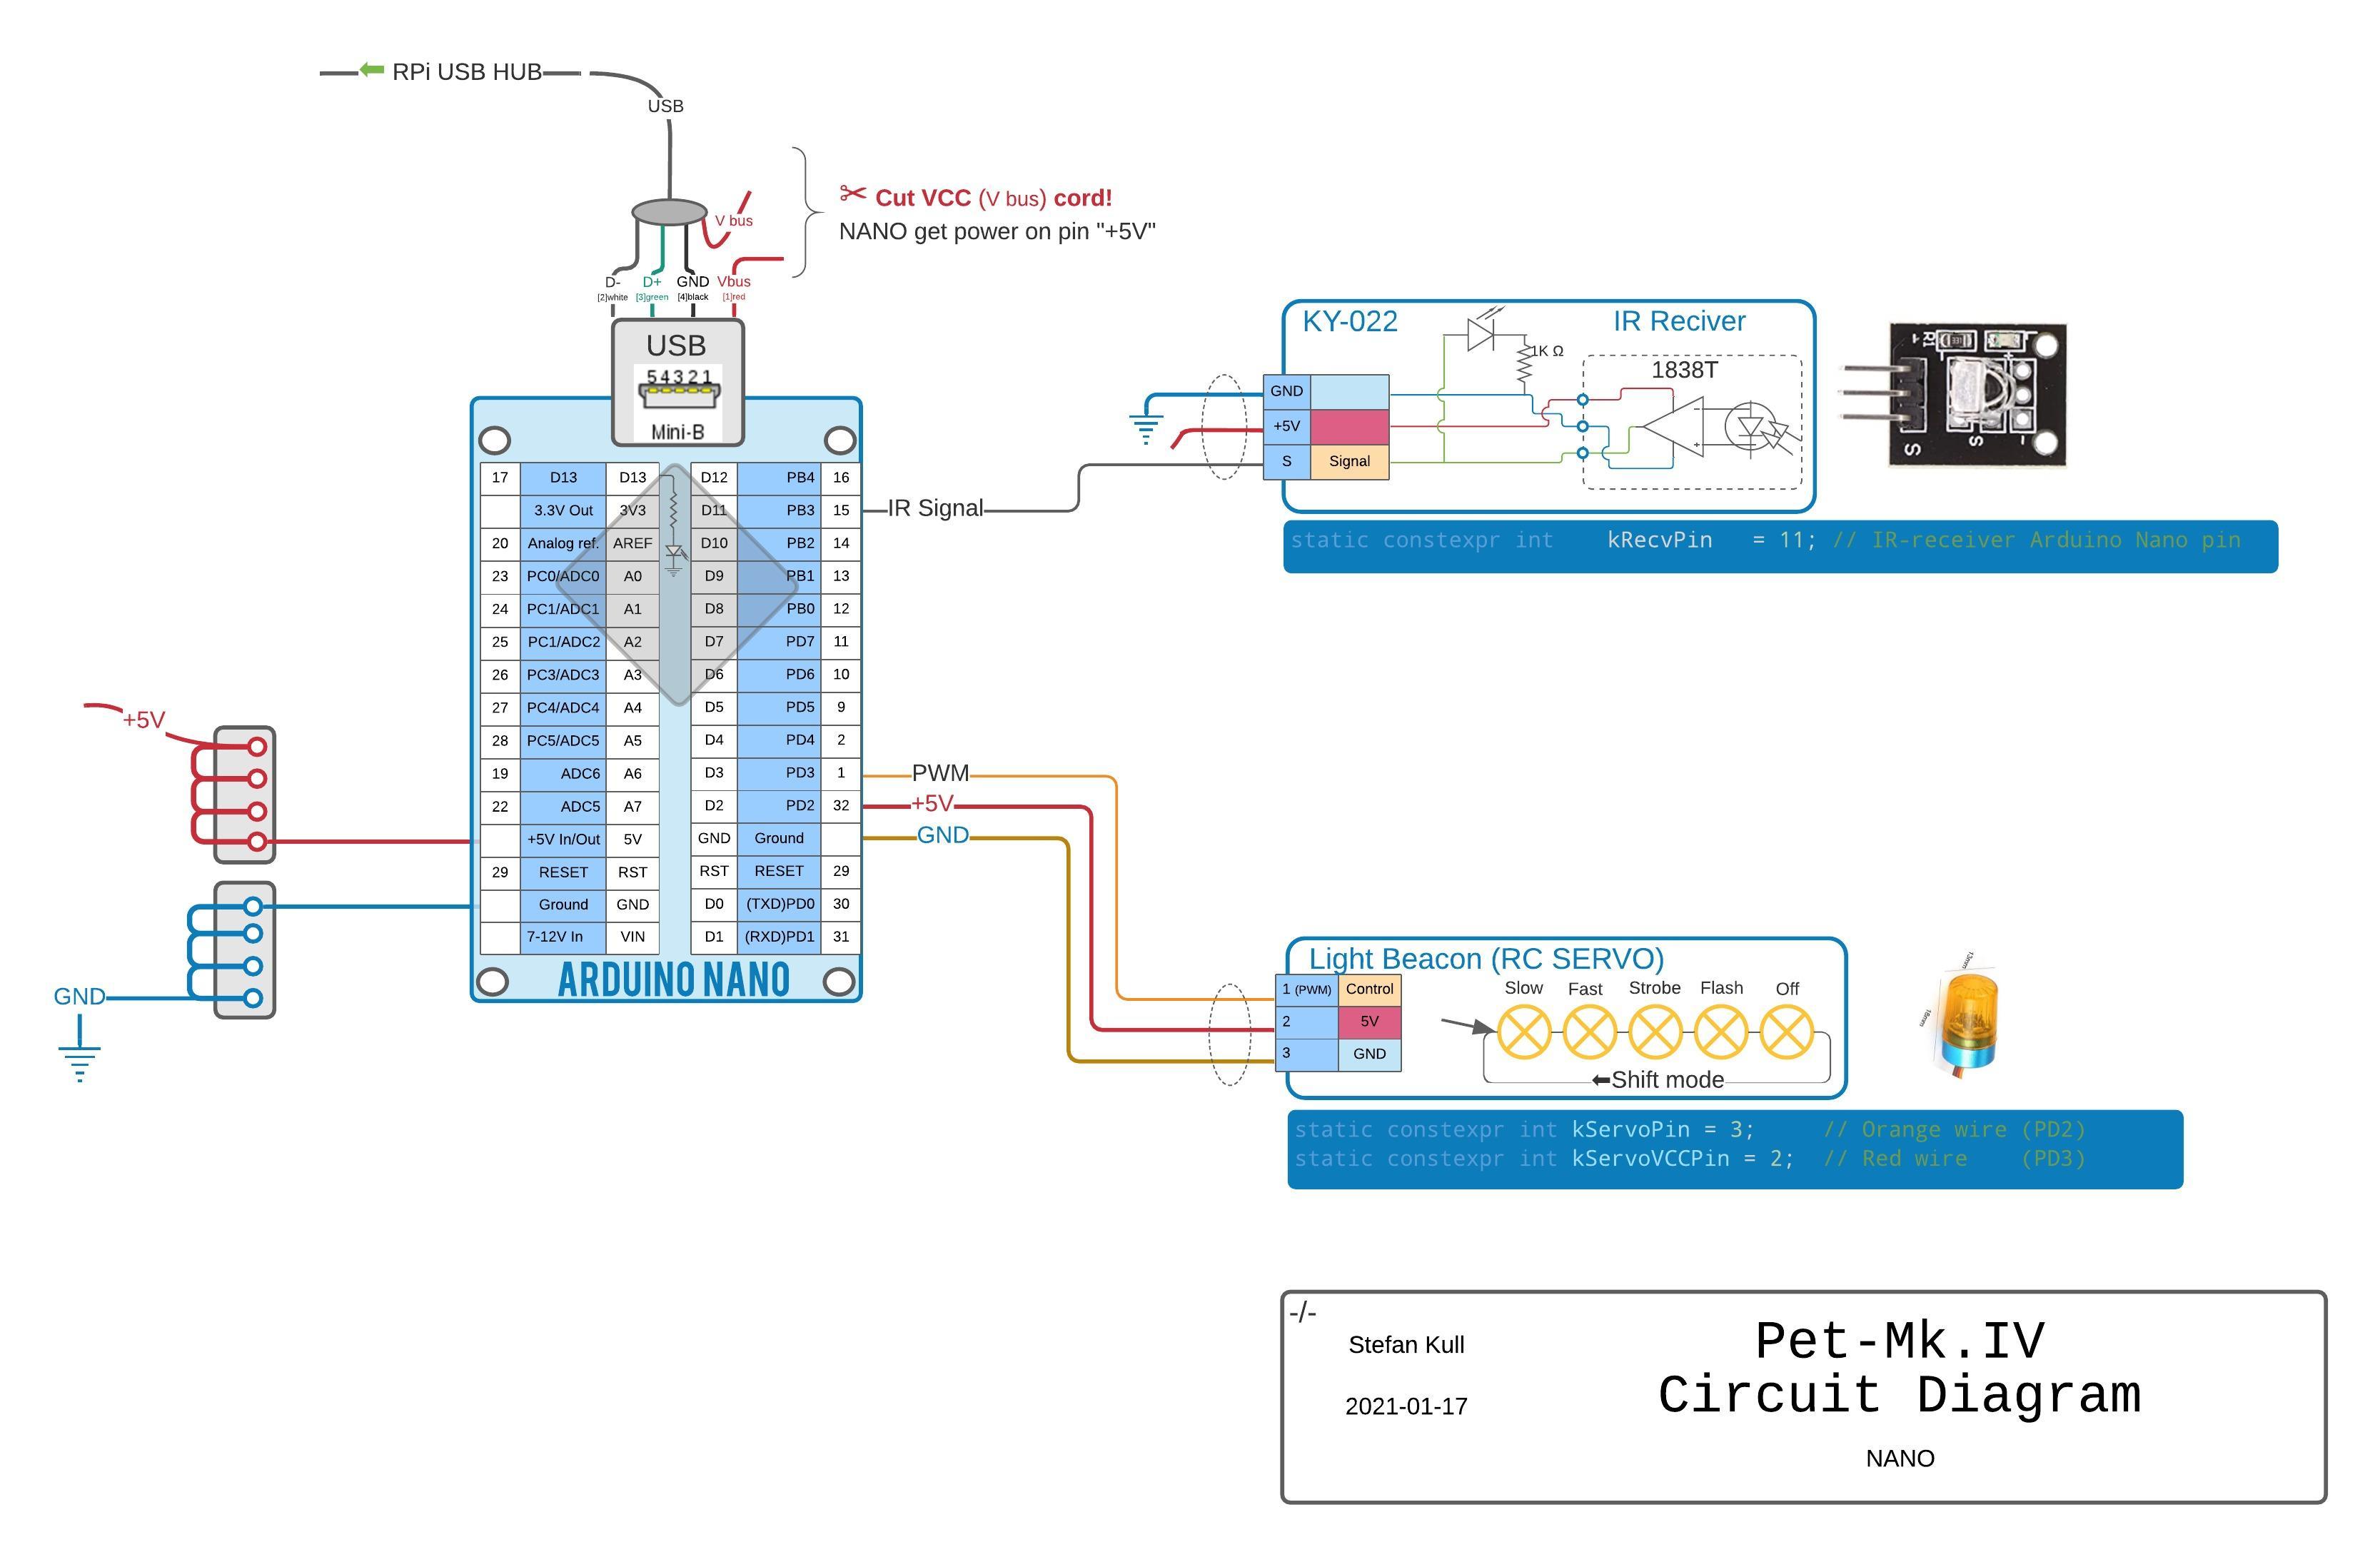 RPi USB HUB
USB
V bus
✂ Cut VCC (V bus) cord!
NANO get power on pin "+5V"
D- D+ GND Vbus
[2]white [3]green [4]black [1]red
USB
5 4 3 2 1
Mini-B
17 D13 D13 D12 PB4 16
3.3V Out 3V3 D11 PB3 15
20 Analog ref. AREF D10 PB2 14
23 PC0/ADC0 A0 D9 PB1 13
24 PC1/ADC1 A1 D8 PB0 12
25 PC1/ADC2 A2 D7 PD7 11
26 PC3/ADC3 A3 D6 PD6 10
27 PC4/ADC4 A4 D5 PD5 9
28 PC5/ADC5 A5 D4 PD4 2
19 ADC6 A6 D3 PD3 1
22 ADC5 A7 D2 PD2 32
+5V In/Out 5V GND Ground
29 RESET RST RST RESET 29
Ground GND D0 (TXD)PD0 30
7-12V In VIN D1 (RXD)PD1 31
ARDUINO NANO
+5V
GND
IR Signal
PWM
+5V
GND
KY-022 IR Reciver
1K Ω
1838T
GND
+5V
S Signal
R1
S
S
static constexpr int kRecvPin = 11; // IR-receiver Arduino Nano pin
Light Beacon (RC SERVO)
1 (PWM) Control
2 5V
3 GND
Slow Fast Strobe Flash Off
⬅Shift mode
13mm
static constexpr int kServoPin = 3; // Orange wire (PD2)
static constexpr int kServoVCCPin = 2; // Red wire (PD3)
-/-
Stefan Kull
2021-01-17
Pet-Mk.IV
Circuit Diagram
NANO